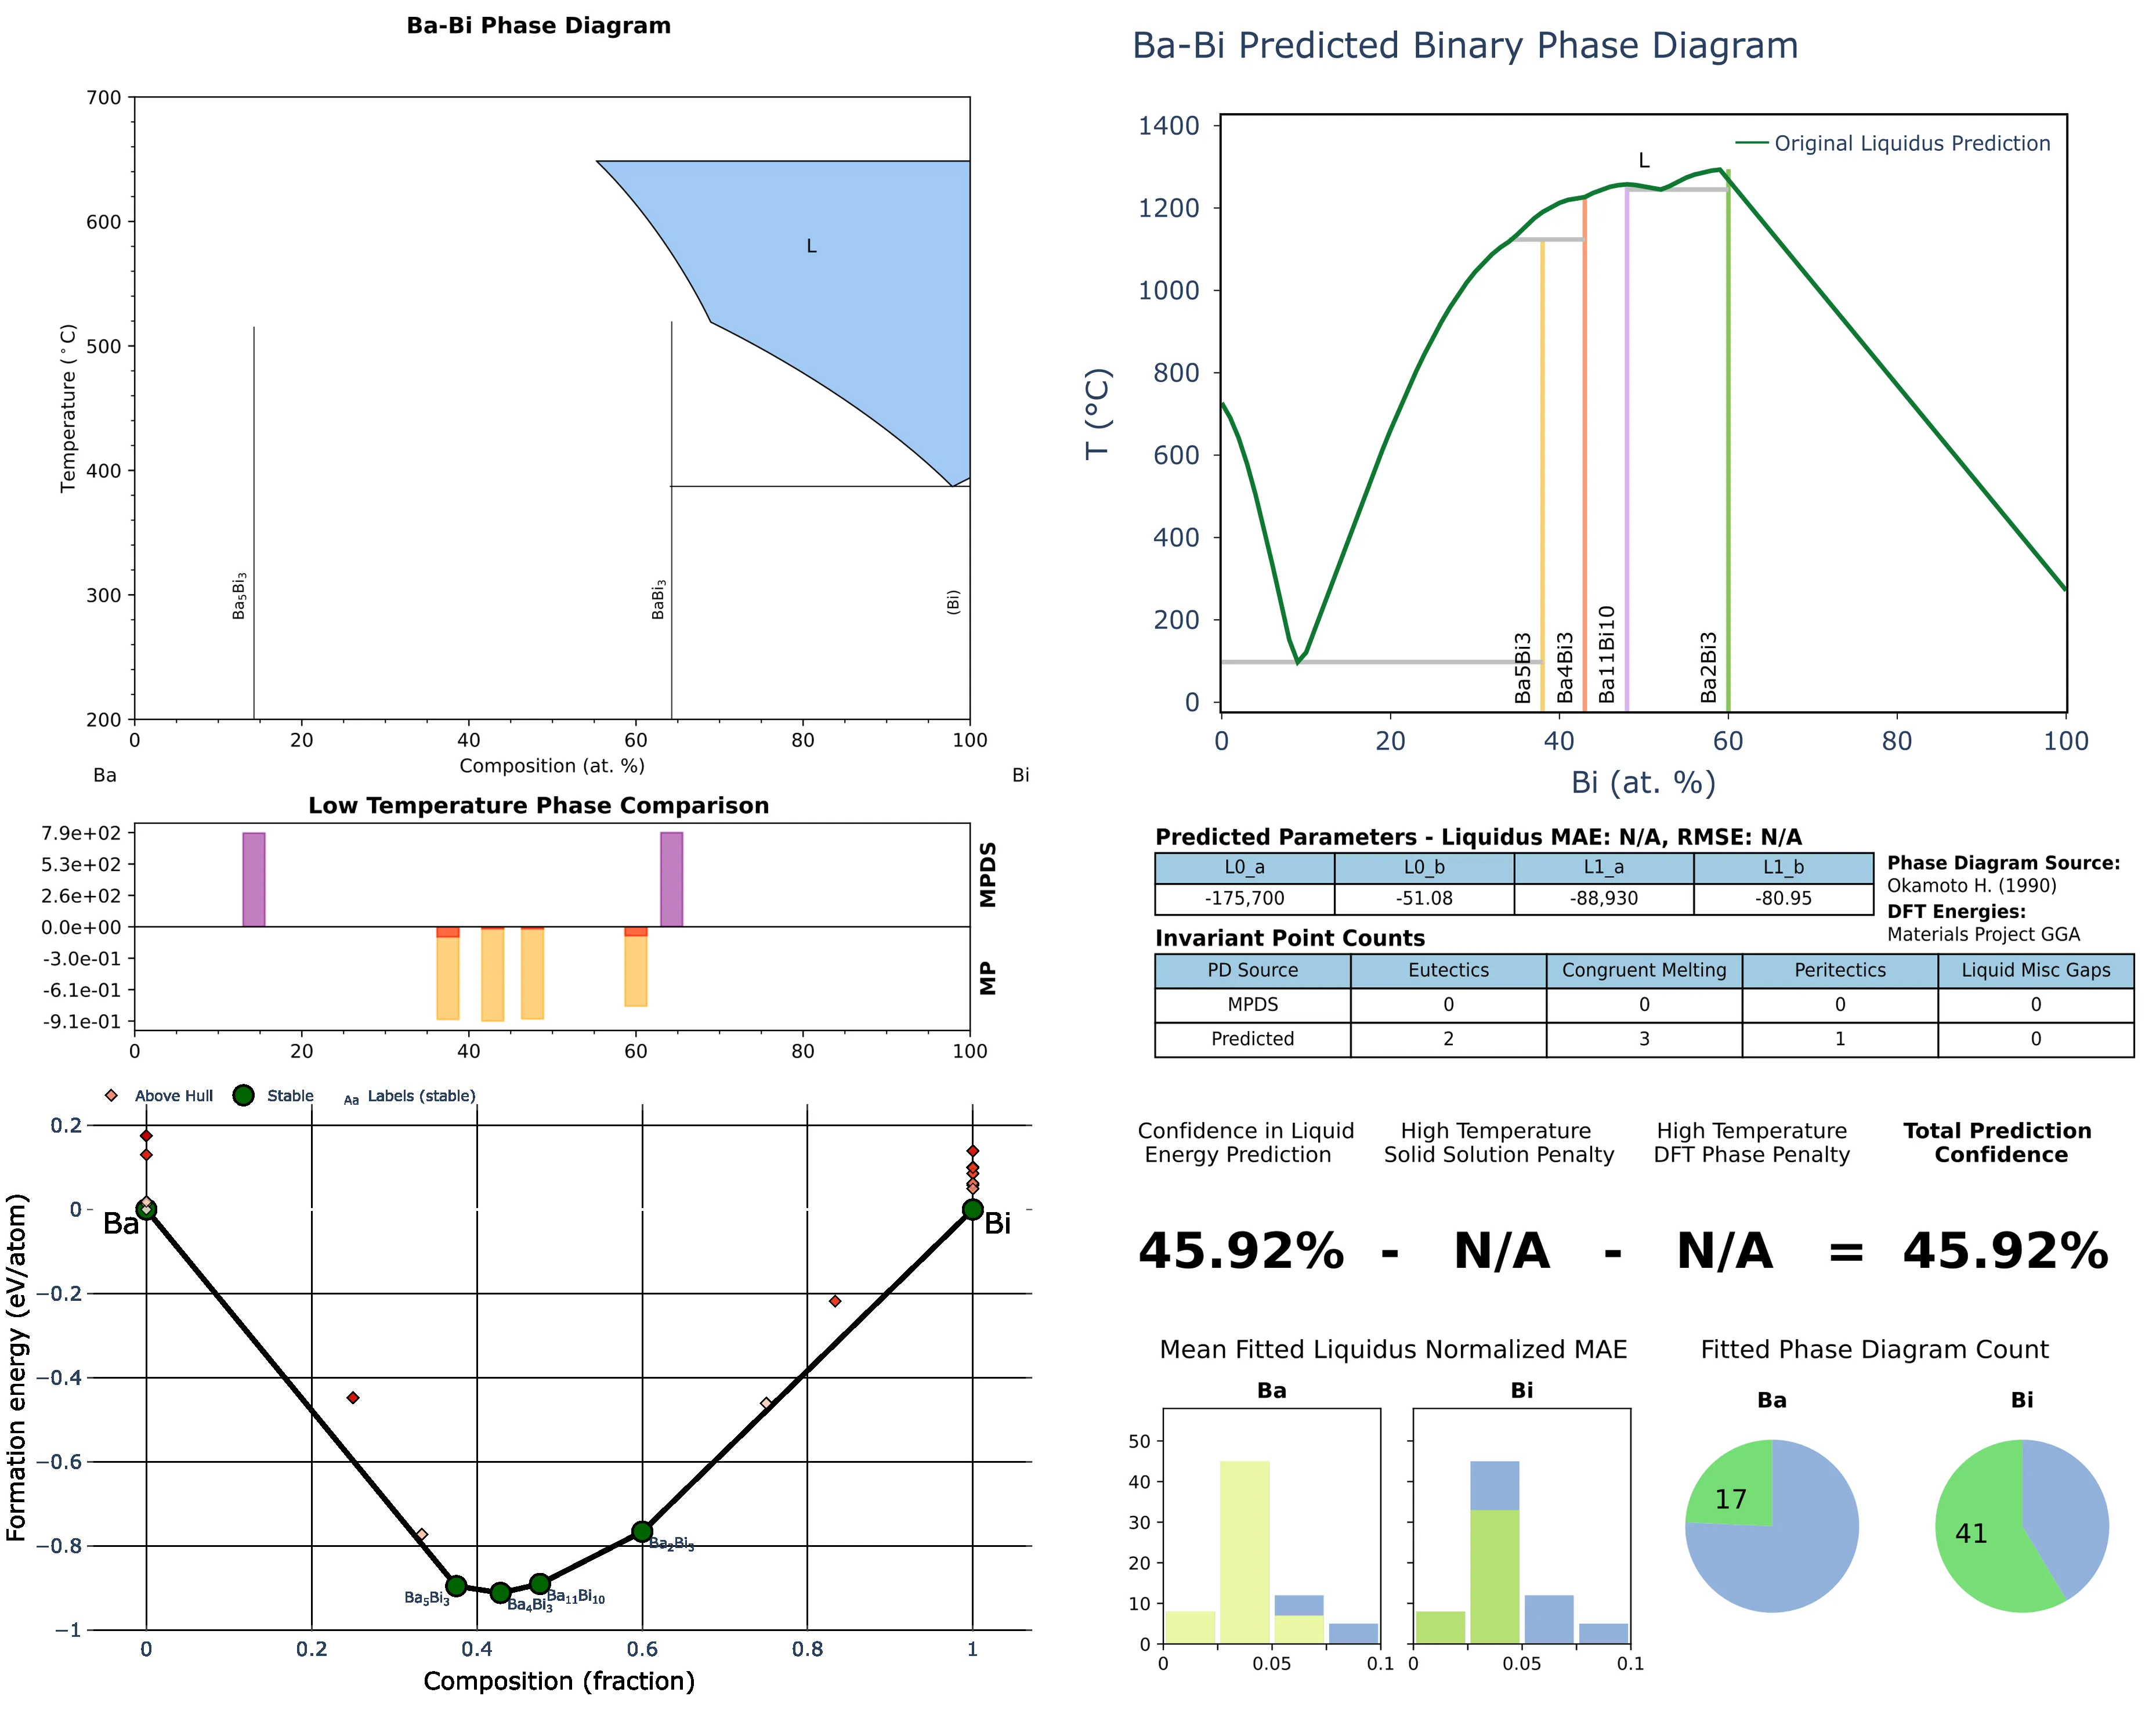 Ba-Bi Phase Diagram
700
600
500
400
300
200
Temperature (°C)
L
Ba5Bi3
BaBi3
(Bi)
0 20 40 60 80 100
Composition (at. %)
Ba Bi
Low Temperature Phase Comparison
7.9e+02
5.3e+02
2.6e+02
0.0e+00
-3.0e-01
-6.1e-01
-9.1e-01
MPDS
MP
0 20 40 60 80 100
Above Hull Stable Aa Labels (stable)
0.2
0
−0.2
−0.4
−0.6
−0.8
−1
Formation energy (eV/atom)
Ba
Bi
Ba5Bi3
Ba4Bi3
Ba11Bi10
Ba2Bi3
0 0.2 0.4 0.6 0.8 1
Composition (fraction)
Ba-Bi Predicted Binary Phase Diagram
1400
1200
1000
800
600
400
200
0
T (°C)
Original Liquidus Prediction
L
Ba5Bi3
Ba4Bi3
Ba11Bi10
Ba2Bi3
0 20 40 60 80 100
Bi (at. %)
Predicted Parameters - Liquidus MAE: N/A, RMSE: N/A
L0_a L0_b L1_a L1_b
-175,700 -51.08 -88,930 -80.95
Phase Diagram Source:
Okamoto H. (1990)
DFT Energies:
Materials Project GGA
Invariant Point Counts
PD Source Eutectics Congruent Melting Peritectics Liquid Misc Gaps
MPDS 0 0 0 0
Predicted 2 3 1 0
Confidence in Liquid
Energy Prediction
High Temperature
Solid Solution Penalty
High Temperature
DFT Phase Penalty
Total Prediction
Confidence
45.92% - N/A - N/A = 45.92%
Mean Fitted Liquidus Normalized MAE
Ba
Bi
50
40
30
20
10
0
0 0.05 0.1
0 0.05 0.1
Fitted Phase Diagram Count
Ba
Bi
17
41